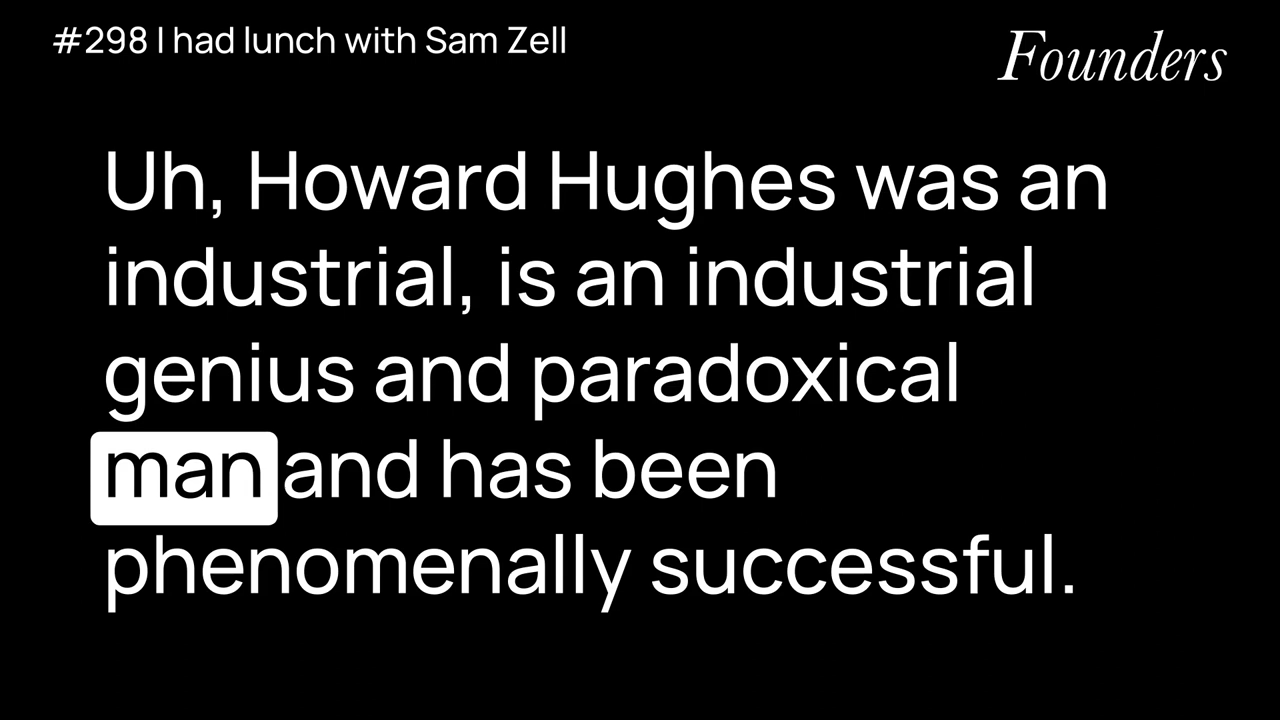 #298 I had lunch with Sam Zell
Founders
Uh, Howard Hughes was an
industrial, is an industrial
genius and paradoxical
man and has been
phenomenally successful.